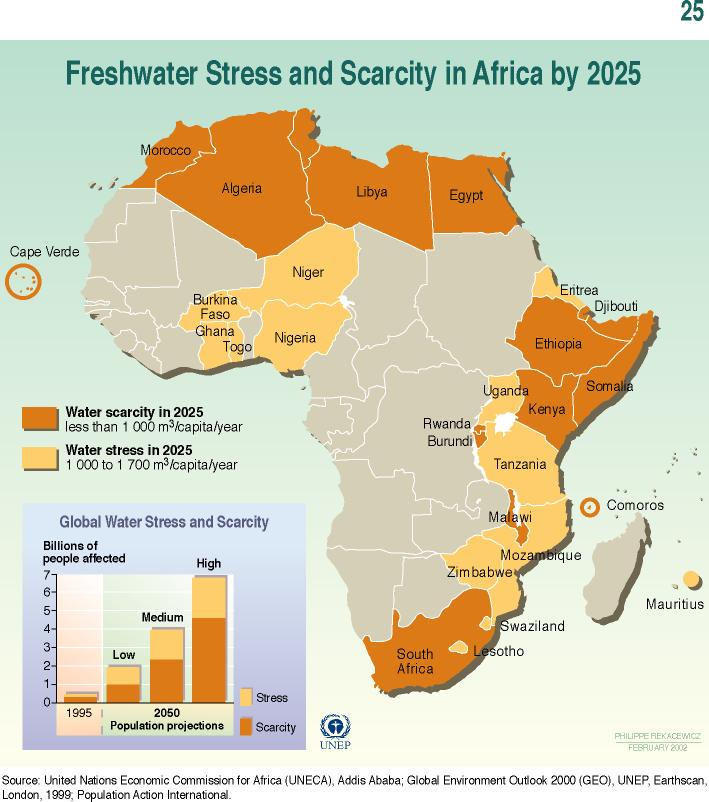 25
Freshwater Stress and Scarcity in Africa by 2025
Morocco
Algeria
Libya
Egypt
Cape Verde
Niger
Burkina
Faso
Ghana
Togo
Nigeria
Eritrea
Djibouti
Ethiopia
Somalia
Uganda
Kenya
Rwanda
Burundi
Tanzania
Comoros
Malawi
Mozambique
Zimbabwe
Mauritius
Swaziland
Lesotho
South
Africa
Water scarcity in 2025
less than 1 000 m³/capita/year
Water stress in 2025
1 000 to 1 700 m³/capita/year
Global Water Stress and Scarcity
Billions of
people affected
7
6
5
4
3
2
1
0
Low
Medium
High
1995
2050
Population projections
Stress
Scarcity
UNEP
PHILIPPE REKACEWICZ
FEBRUARY 2002
Source: United Nations Economic Commission for Africa (UNECA), Addis Ababa; Global Environment Outlook 2000 (GEO), UNEP, Earthscan,
London, 1999; Population Action International.